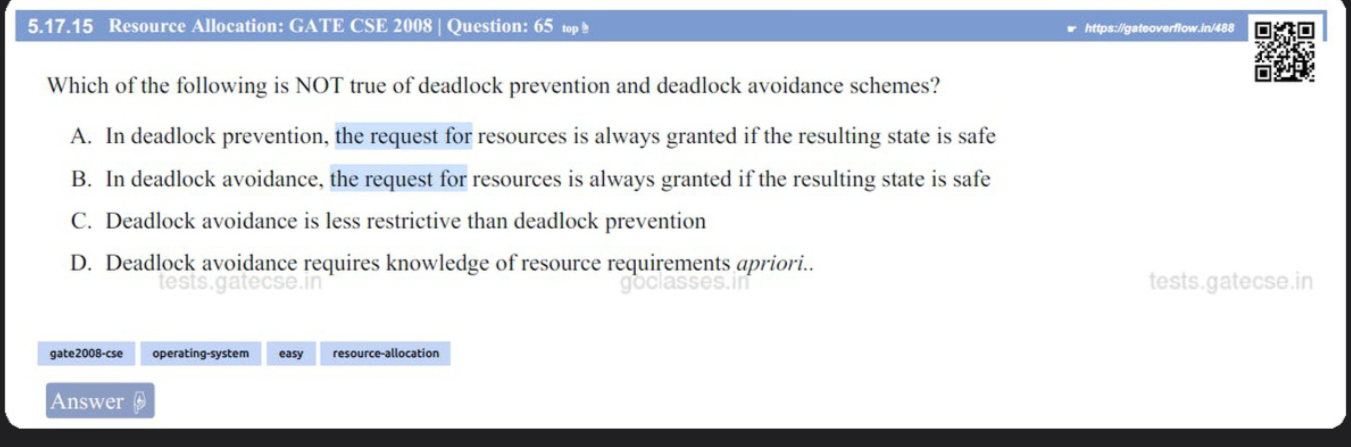 5.17.15 Resource Allocation: GATE CSE 2008 | Question: 65 top
https://gateoverflow.in/488
Which of the following is NOT true of deadlock prevention and deadlock avoidance schemes?
A. In deadlock prevention, the request for resources is always granted if the resulting state is safe
B. In deadlock avoidance, the request for resources is always granted if the resulting state is safe
C. Deadlock avoidance is less restrictive than deadlock prevention
D. Deadlock avoidance requires knowledge of resource requirements apriori..
tests.gatecse.in goclasses.in tests.gatecse.in
gate2008-cse operating-system easy resource-allocation
Answer